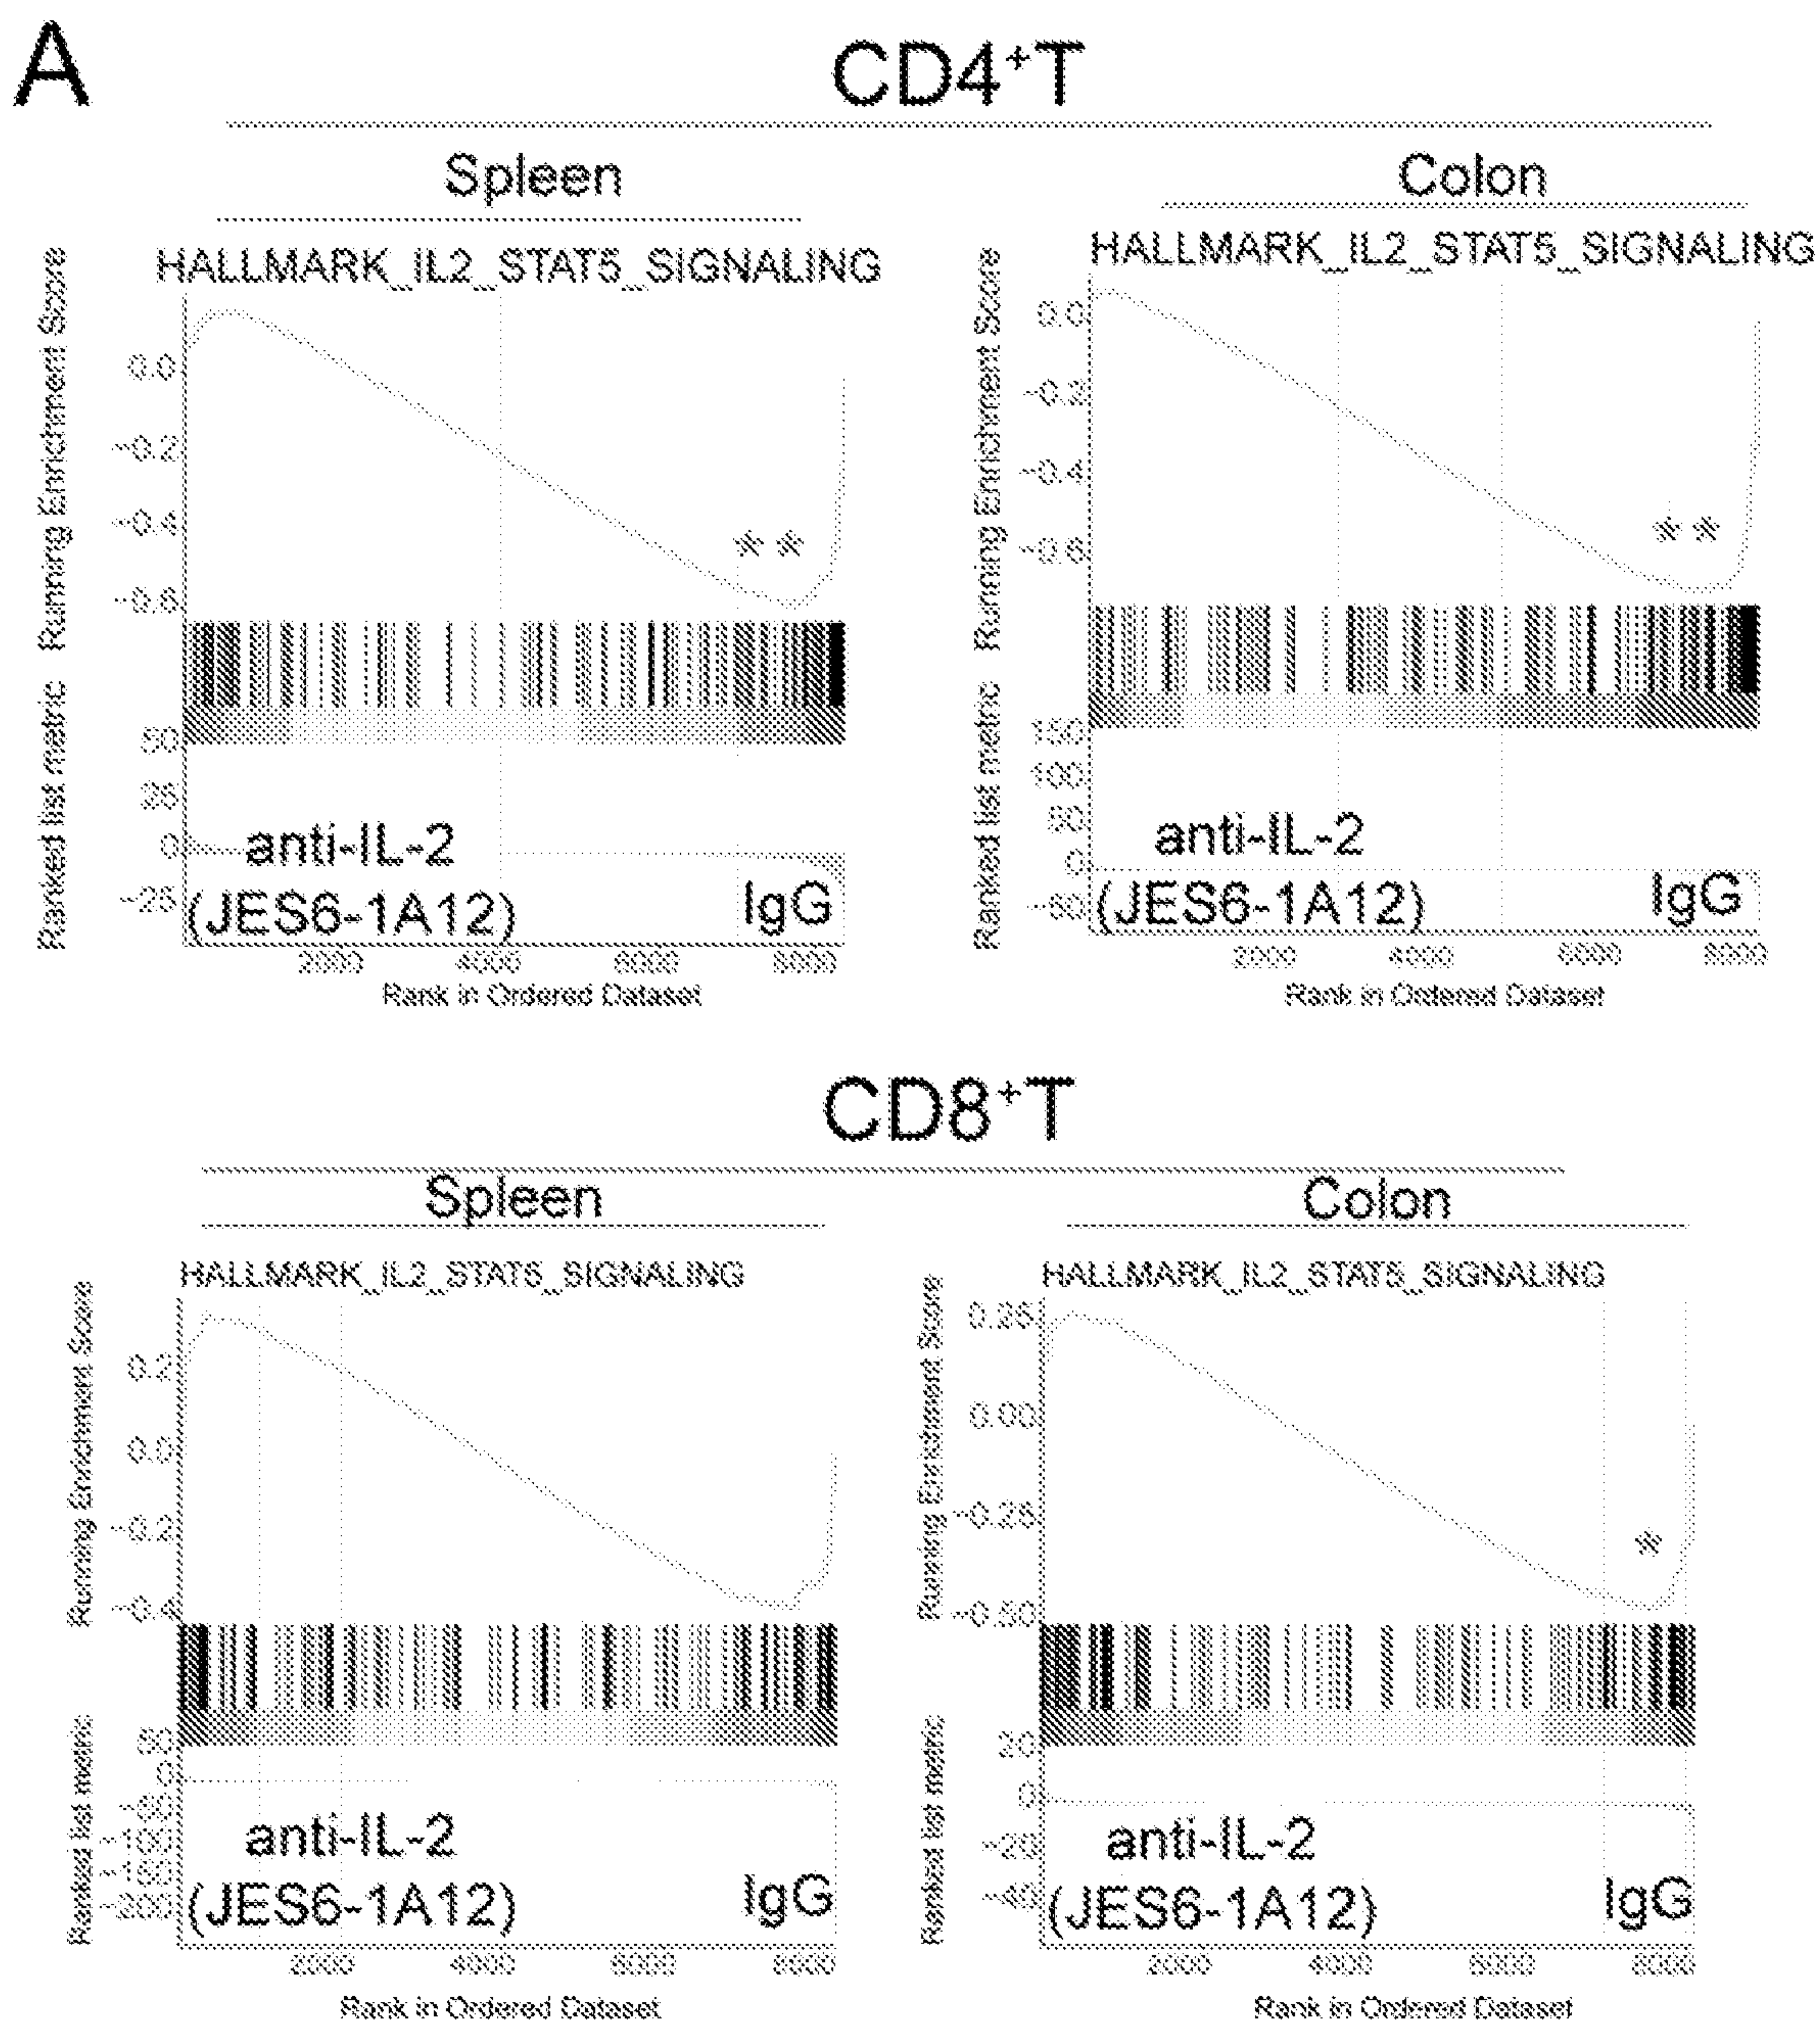 A
CD4⁺T
Spleen
Colon
HALLMARK_IL2_STAT5_SIGNALING
HALLMARK_IL2_STAT5_SIGNALING
Running Enrichment Score
0.0
-0.2
-0.4
-0.6
**
Running Enrichment Score
0.0
-0.2
-0.4
-0.6
**
Ranked list metric
50
25
0
-25
anti-IL-2
(JES6-1A12)
IgG
2000 4000 6000 8000
Rank in Ordered Dataset
Ranked list metric
150
100
50
0
-50
anti-IL-2
(JES6-1A12)
IgG
2000 4000 6000 8000
Rank in Ordered Dataset
CD8⁺T
Spleen
Colon
HALLMARK_IL2_STAT5_SIGNALING
HALLMARK_IL2_STAT5_SIGNALING
Running Enrichment Score
0.2
0.0
-0.2
-0.4
Running Enrichment Score
0.25
0.00
-0.25
-0.50
*
Ranked list metric
50
0
-50
-100
-150
-200
anti-IL-2
(JES6-1A12)
IgG
2000 4000 6000 8000
Rank in Ordered Dataset
Ranked list metric
20
0
-20
-40
anti-IL-2
(JES6-1A12)
IgG
2000 4000 6000 8000
Rank in Ordered Dataset